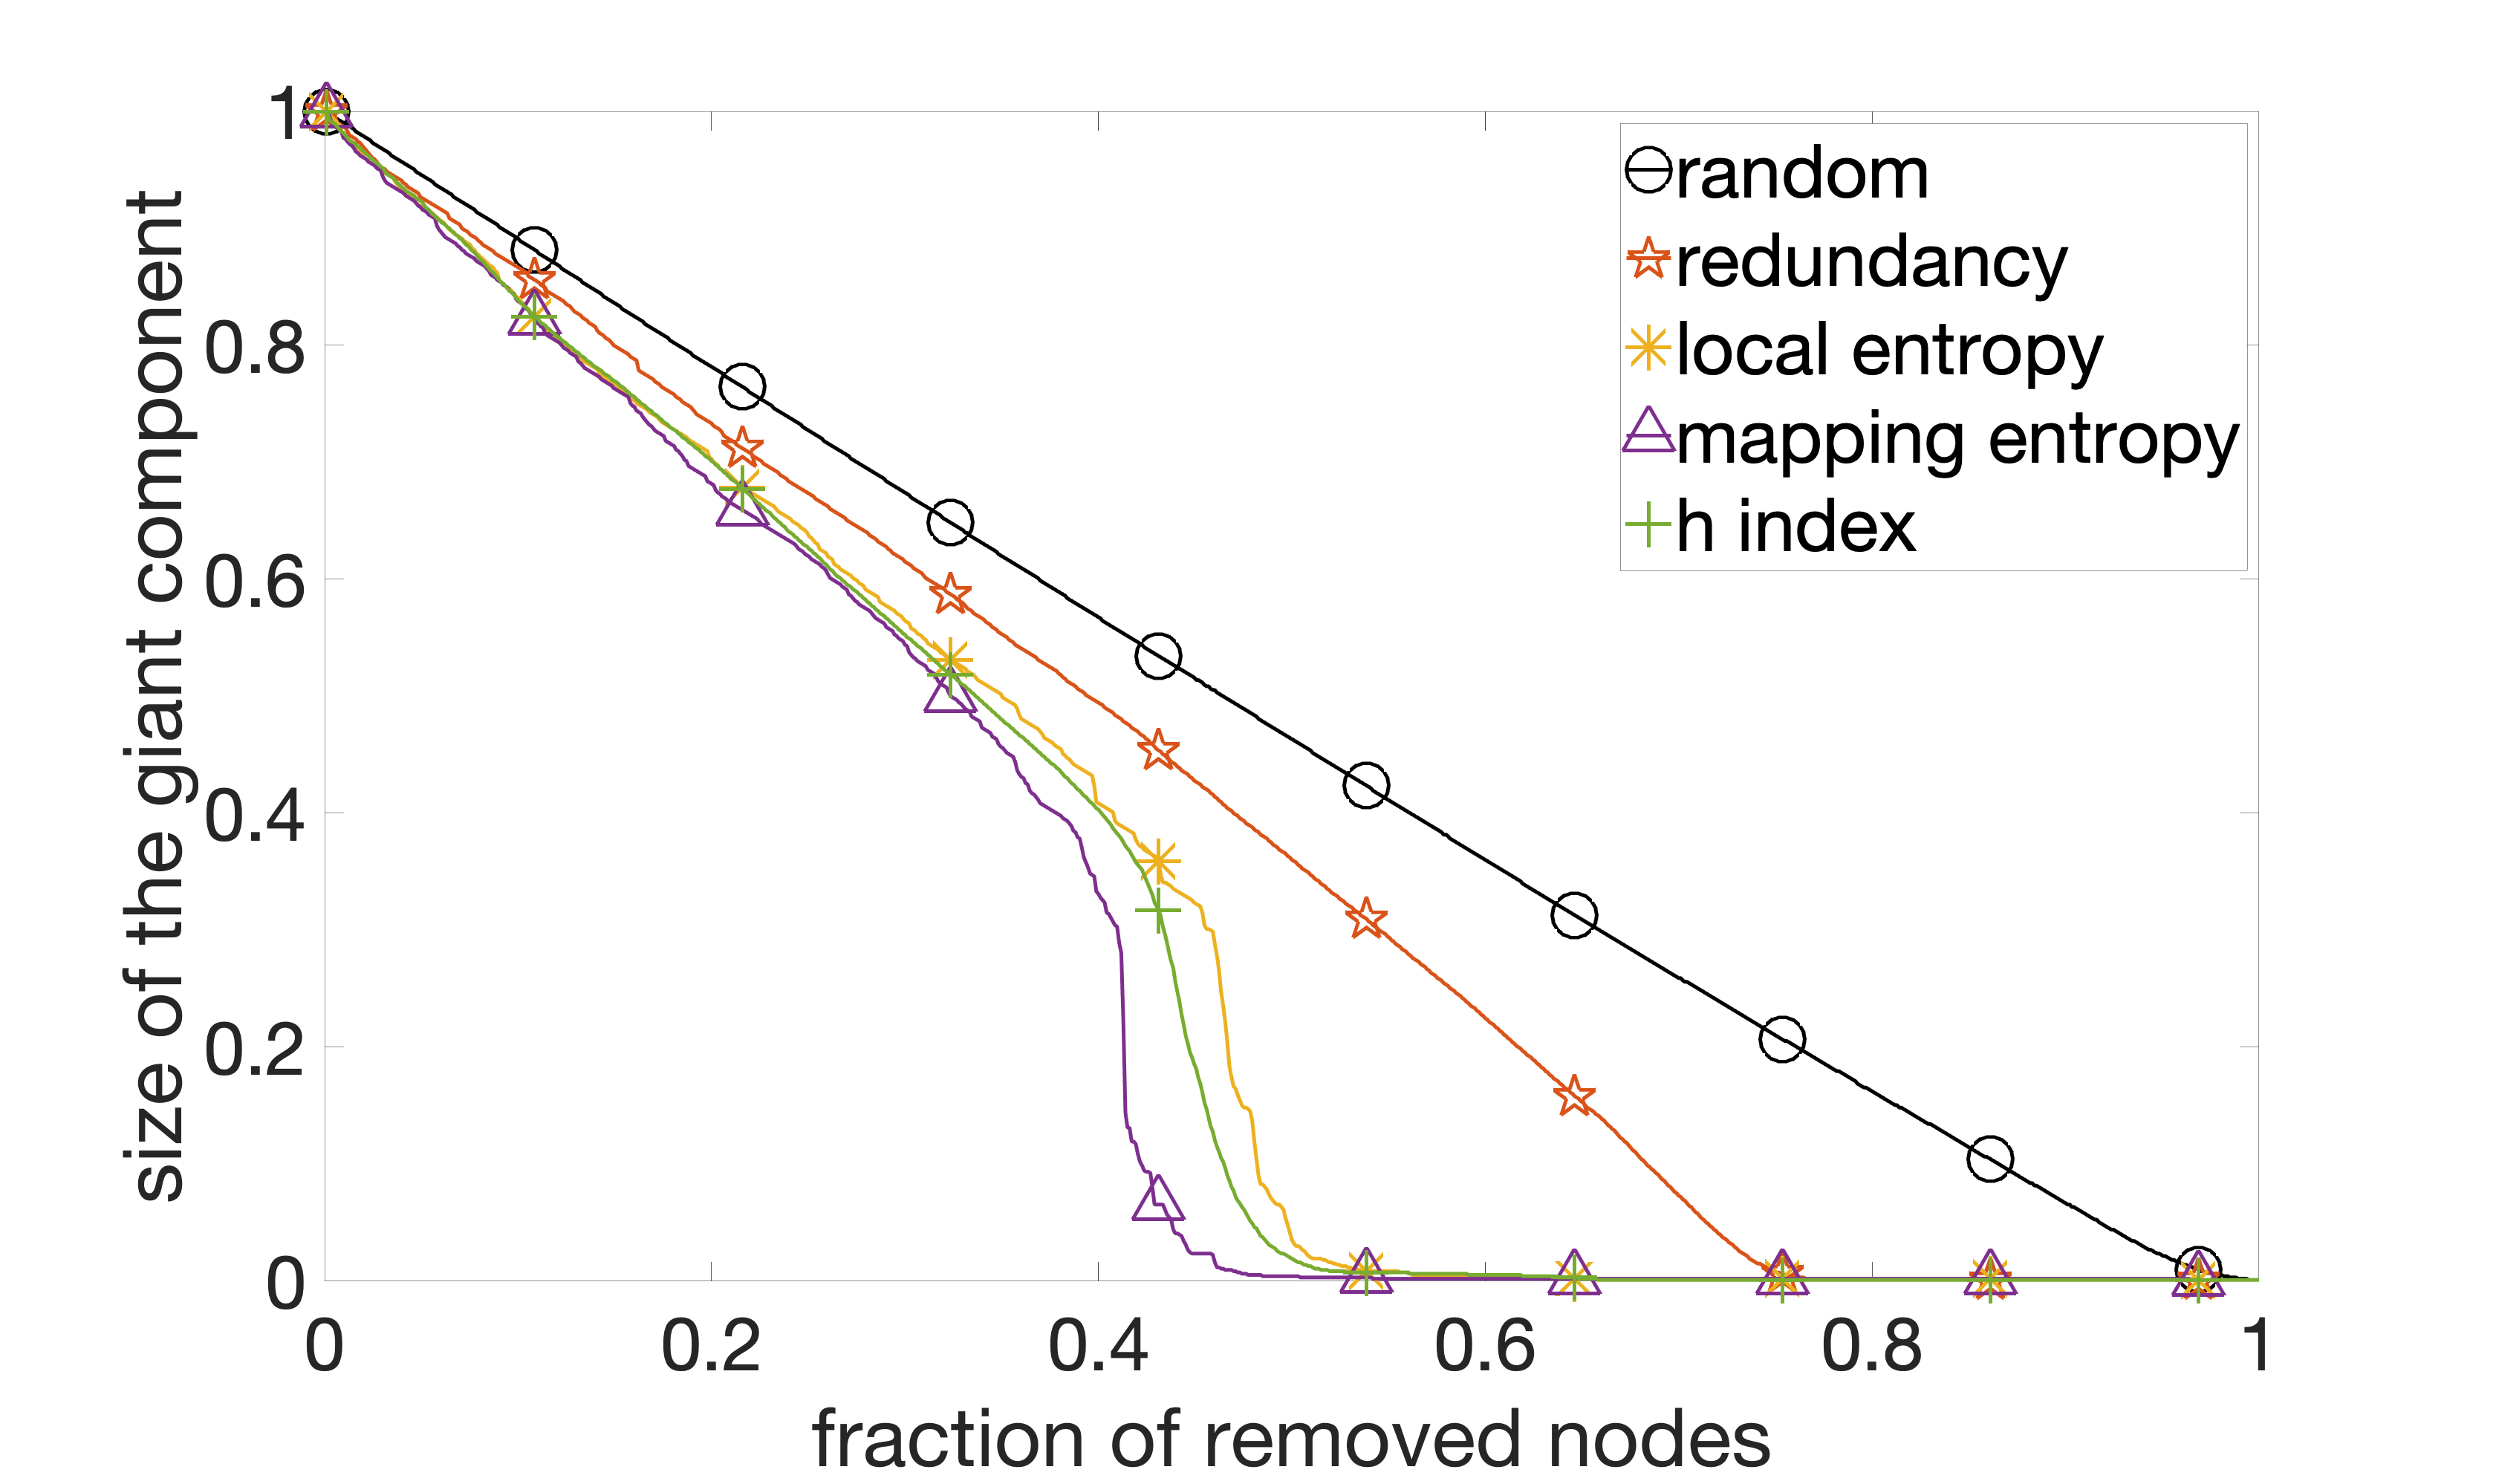 size of the giant component
1
0.8
0.6
0.4
0.2
0
0 0.2 0.4 0.6 0.8 1
fraction of removed nodes
random
redundancy
local entropy
mapping entropy
h index